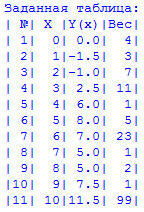 Заданная таблица:
| №| X |Y(x)|Вес|
| 1| 0| 0.0| 4|
| 2| 1|-1.5| 3|
| 3| 2|-1.0| 7|
| 4| 3| 2.5| 11|
| 5| 4| 6.0| 1|
| 6| 5| 8.0| 5|
| 7| 6| 7.0| 23|
| 8| 7| 5.0| 1|
| 9| 8| 5.0| 2|
|10| 9| 7.5| 1|
|11| 10|11.5| 99|